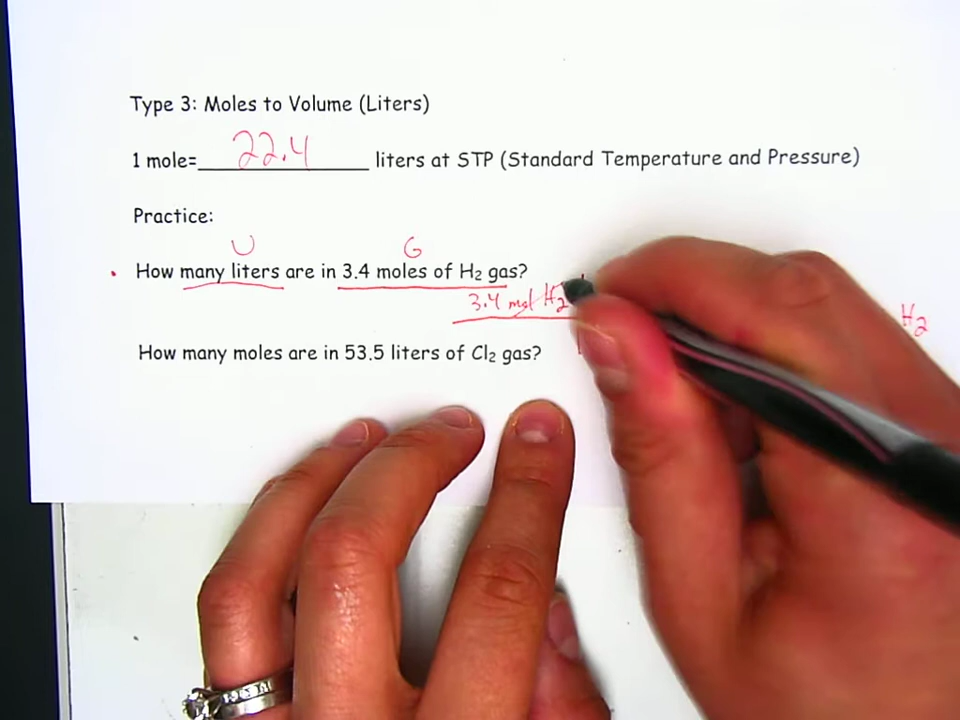 Type 3: Moles to Volume (Liters)
1 mole= 22.4 liters at STP (Standard Temperature and Pressure)
Practice:
U G
How many liters are in 3.4 moles of H₂ gas?
3.4 mol H₂ H₂
How many moles are in 53.5 liters of Cl₂ gas?